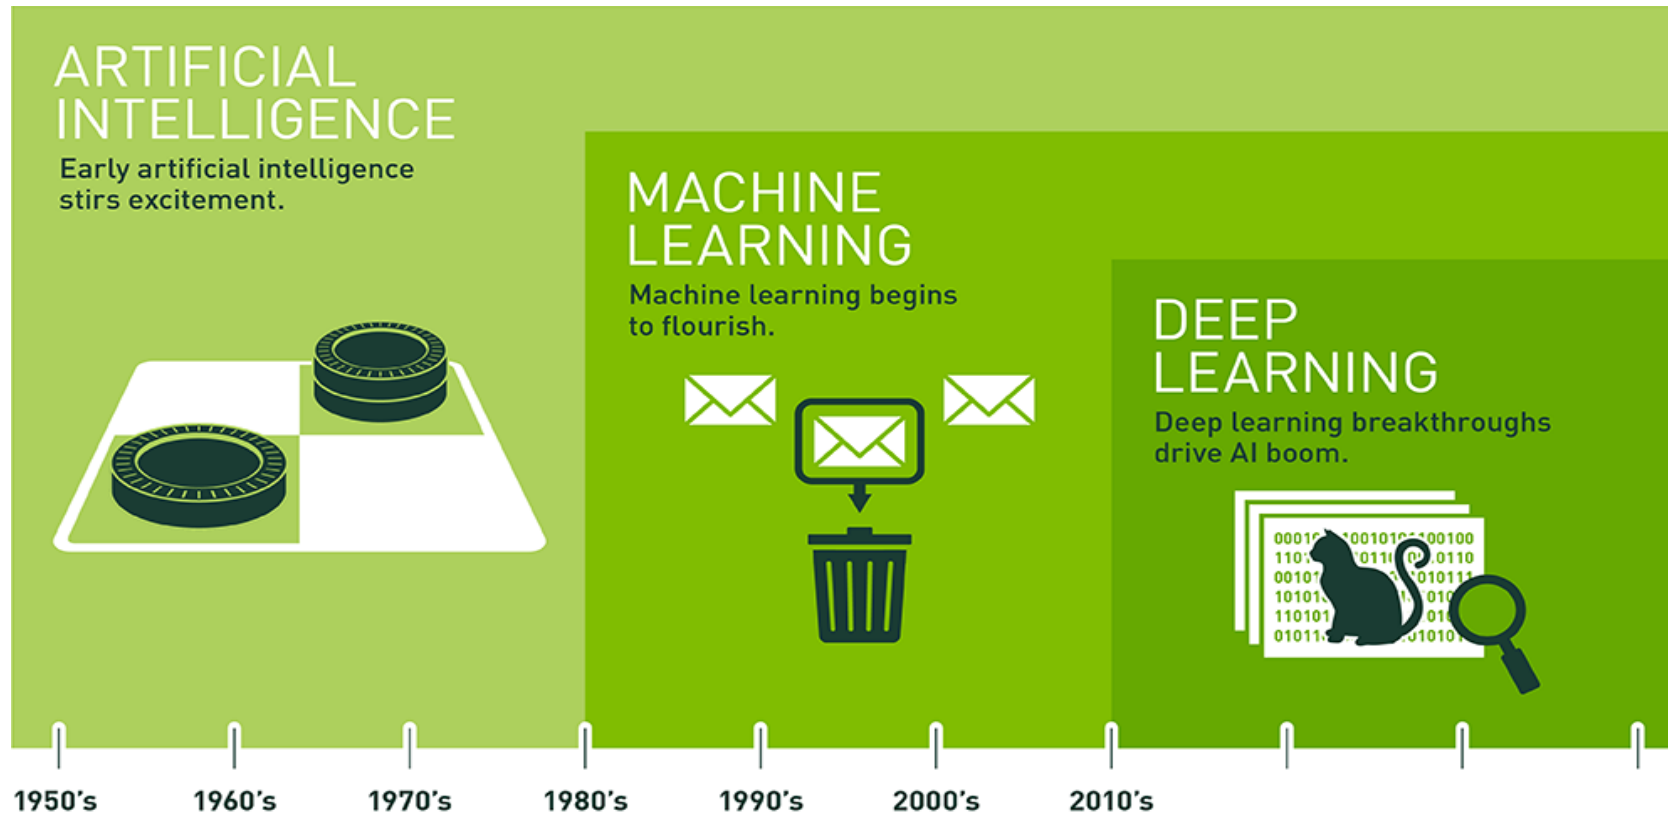 ARTIFICIAL
INTELLIGENCE
Early artificial intelligence
stirs excitement.
MACHINE
LEARNING
Machine learning begins
to flourish.
DEEP
LEARNING
Deep learning breakthroughs
drive AI boom.
1950's
1960's
1970's
1980's
1990's
2000's
2010's